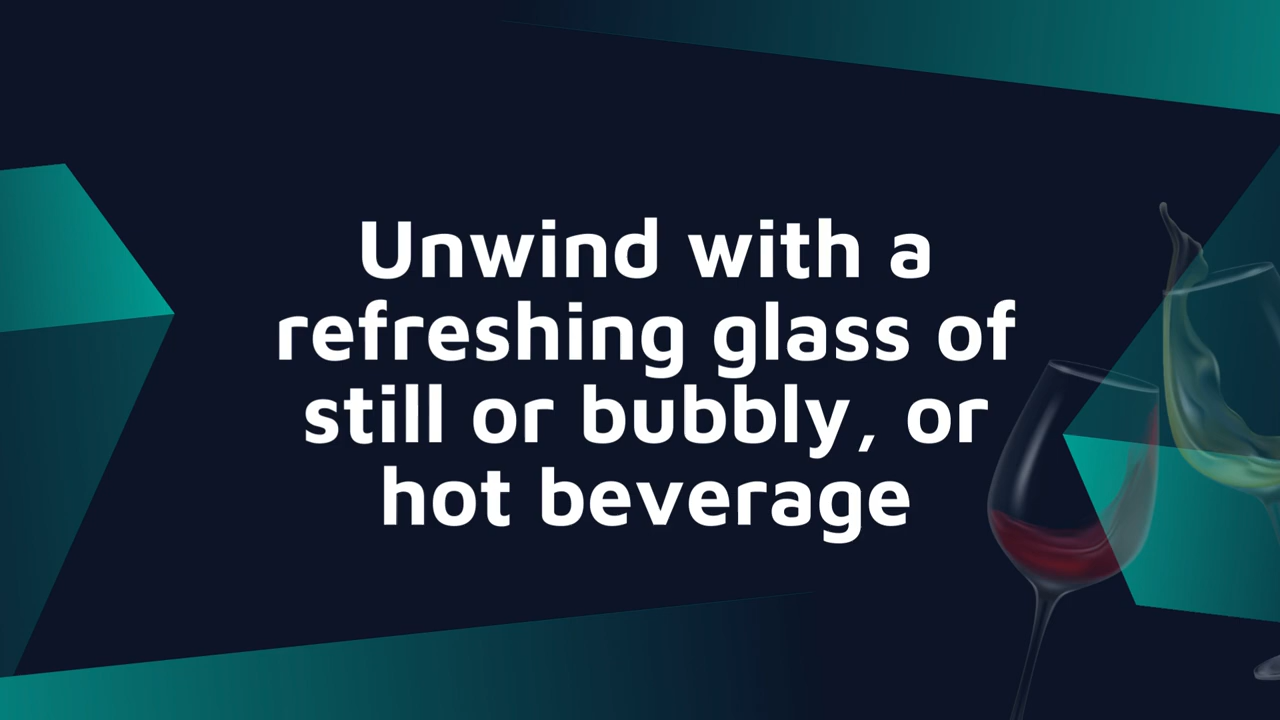 Unwind with a
refreshing glass of
still or bubbly, or
hot beverage